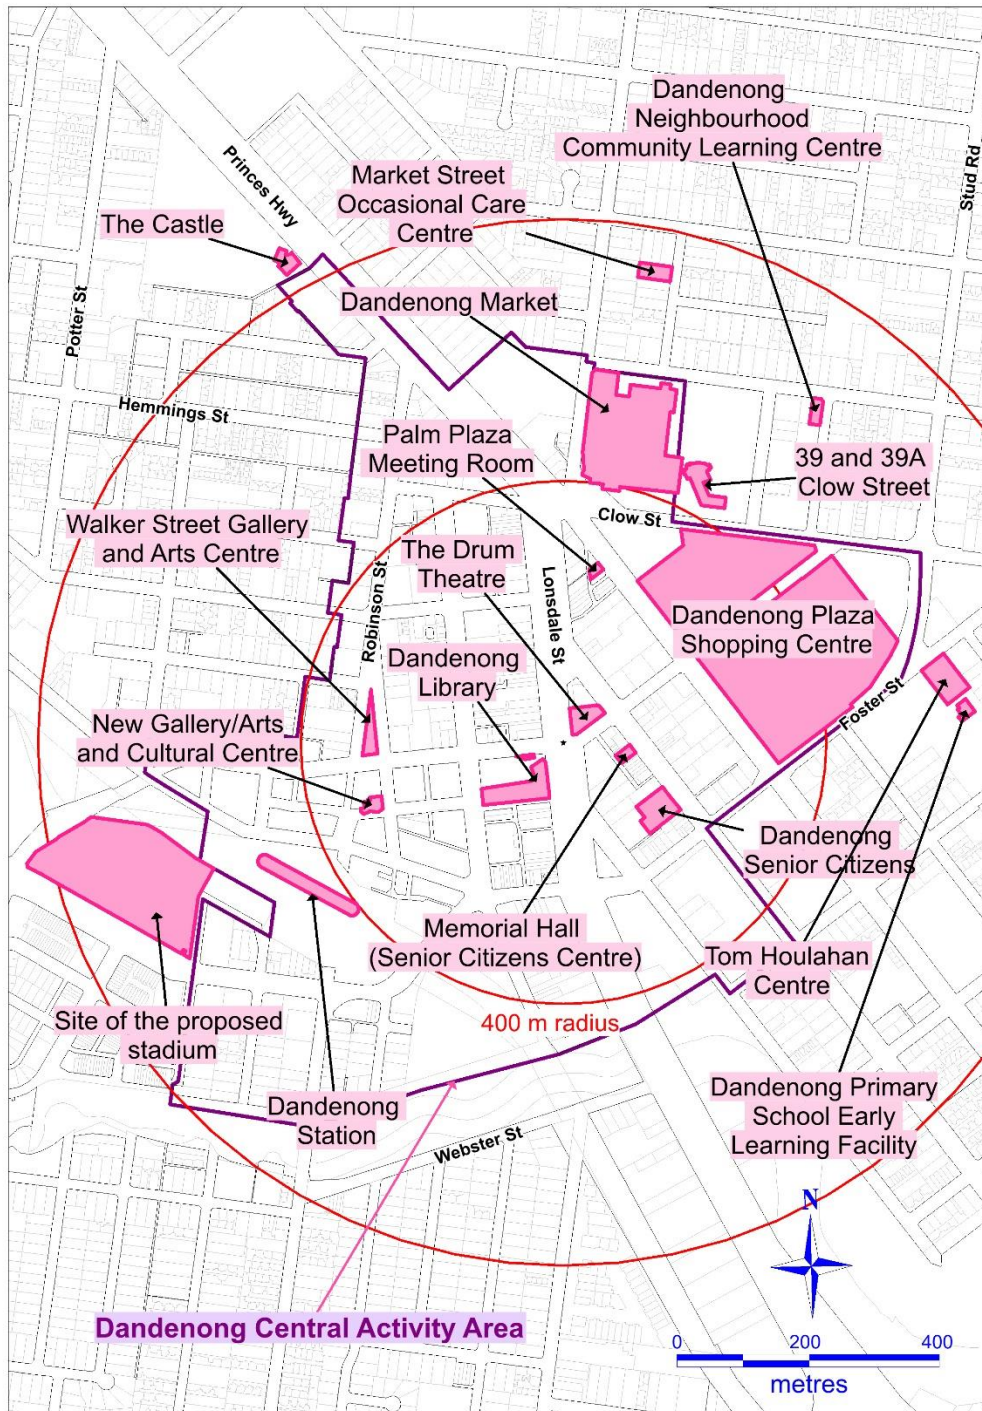 Dandenong
Neighbourhood
Community Learning Centre
Stud Rd
Princes Hwy
Market Street
Occasional Care
Centre
The Castle
Dandenong Market
Potter St
Hemmings St
Palm Plaza
Meeting Room
39 and 39A
Clow Street
Clow St
Walker Street Gallery
and Arts Centre
The Drum
Theatre
Robinson St
Lonsdale St
Dandenong Plaza
Shopping Centre
Dandenong
Library
Foster St
New Gallery/Arts
and Cultural Centre
Dandenong
Senior Citizens
Memorial Hall
(Senior Citizens Centre)
Tom Houlahan
Centre
Site of the proposed
stadium
400 m radius
Dandenong
Station
Dandenong Primary
School Early
Learning Facility
Webster St
N
Dandenong Central Activity Area
0 200 400
metres